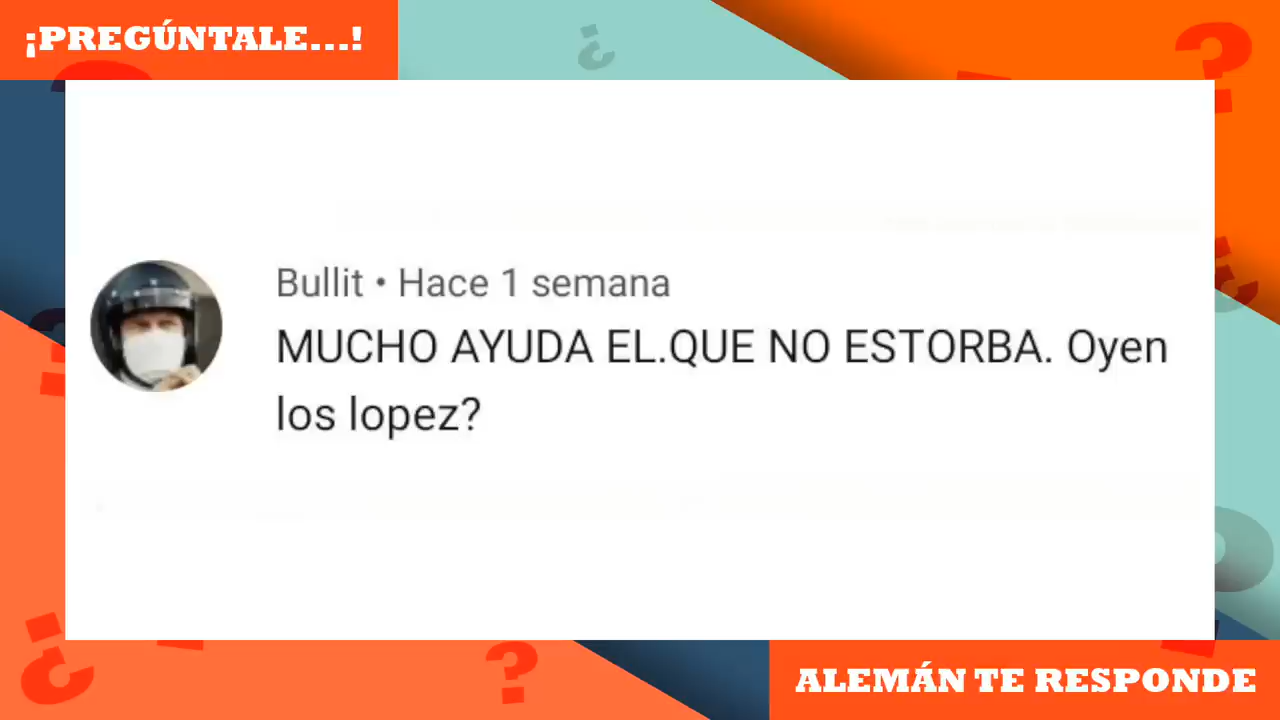 ¡PREGÚNTALE...!
Bullit • Hace 1 semana
MUCHO AYUDA EL.QUE NO ESTORBA. Oyen
los lopez?
ALEMÁN TE RESPONDE